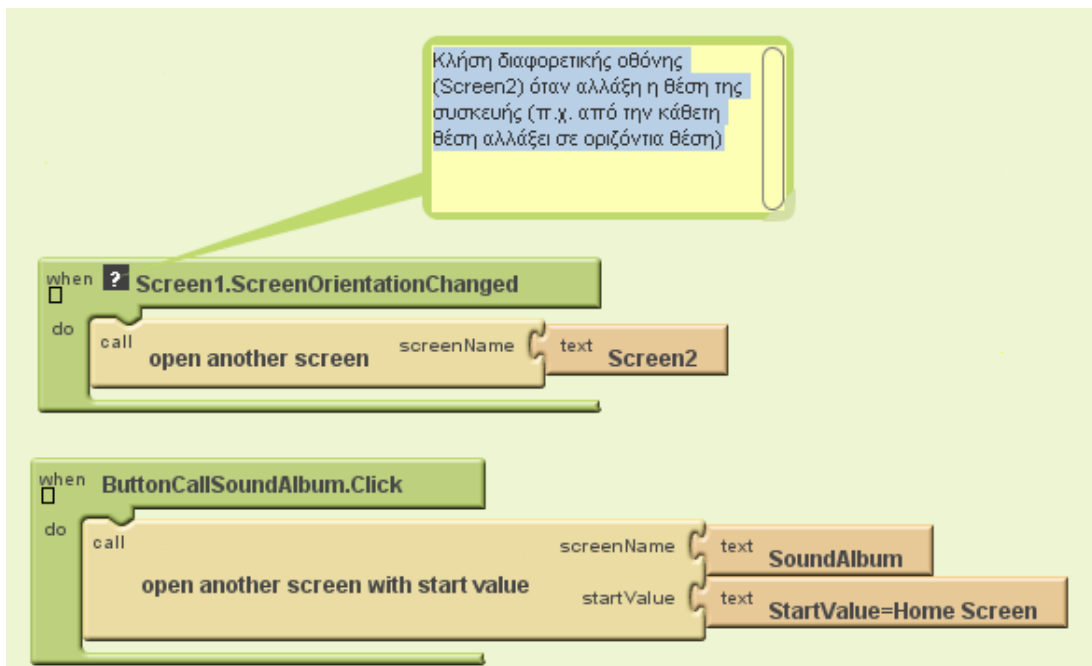 Κλήση διαφορετικής οθόνης
(Screen2) όταν αλλάξη η θέση της
συσκευής (π.χ. από την κάθετη
θέση αλλάξει σε οριζόντια θέση)
when ? Screen1.ScreenOrientationChanged
do call open another screen screenName text Screen2
when ButtonCallSoundAlbum.Click
do call screenName text SoundAlbum
open another screen with start value
startValue text StartValue=Home Screen